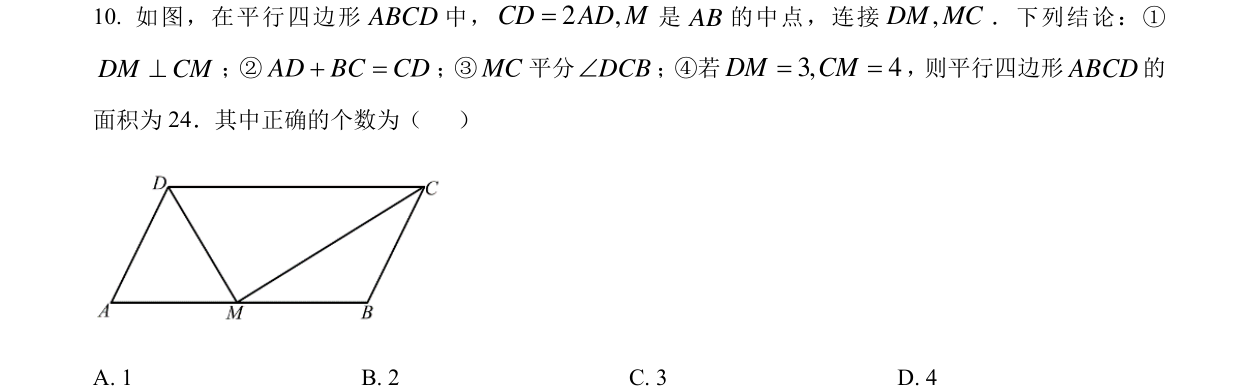 10. 如图，在平行四边形 ABCD 中， CD = 2AD, M 是 AB 的中点，连接 DM , MC ．下列结论：①
DM ⊥ CM ；② AD + BC = CD ；③ MC 平分 ∠DCB ；④若 DM = 3, CM = 4 ，则平行四边形 ABCD 的
面积为 24．其中正确的个数为（ ）
D C
A M B
A. 1 B. 2 C. 3 D. 4